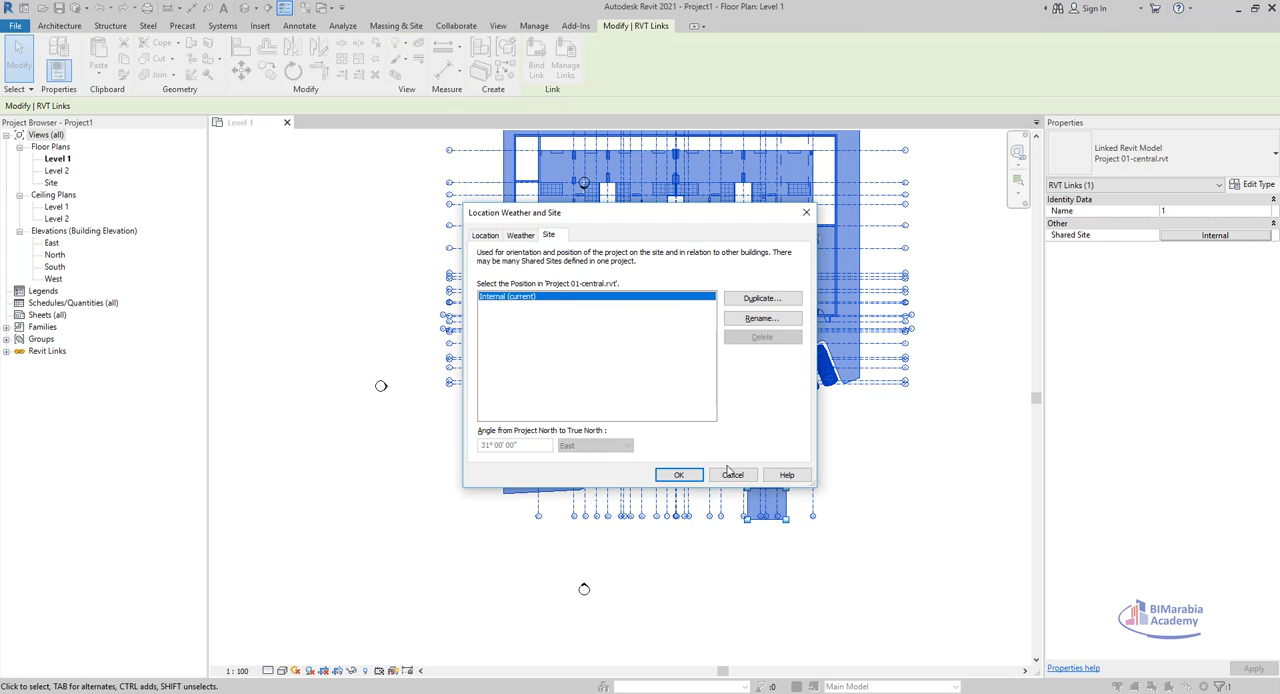 Autodesk Revit 2021 - Project1 - Floor Plan: Level 1
Sign In
File Architecture Structure Steel Precast Systems Insert Annotate Analyze Massing & Site Collaborate View Manage Add-Ins Modify | RVT Links
Modify
Paste
Cope
Cut
Join
Bind Link
Manage Links
Select Properties Clipboard Geometry Modify View Measure Create Link
Modify | RVT Links
Project Browser - Project1
Views (all)
Floor Plans
Level 1
Level 2
Site
Ceiling Plans
Level 1
Level 2
Elevations (Building Elevation)
East
North
South
West
Legends
Schedules/Quantities (all)
Sheets (all)
Families
Groups
Revit Links
Level 1
Location Weather and Site
Location Weather Site
Used for orientation and position of the project on the site and in relation to other buildings. There
may be many Shared Sites defined in one project.
Select the Position in 'Project 01-central.rvt'.
Internal (current)
Duplicate...
Rename...
Delete
Angle from Project North to True North :
31° 00' 00"
East
OK Cancel Help
Properties
Linked Revit Model
Project 01-central.rvt
RVT Links (1)
Edit Type
Identity Data
Name 1
Other
Shared Site Internal
BIMarabia
Academy
Properties help
Apply
1 : 100
Click to select, TAB for alternates, CTRL adds, SHIFT unselects.
:0
Main Model
:1